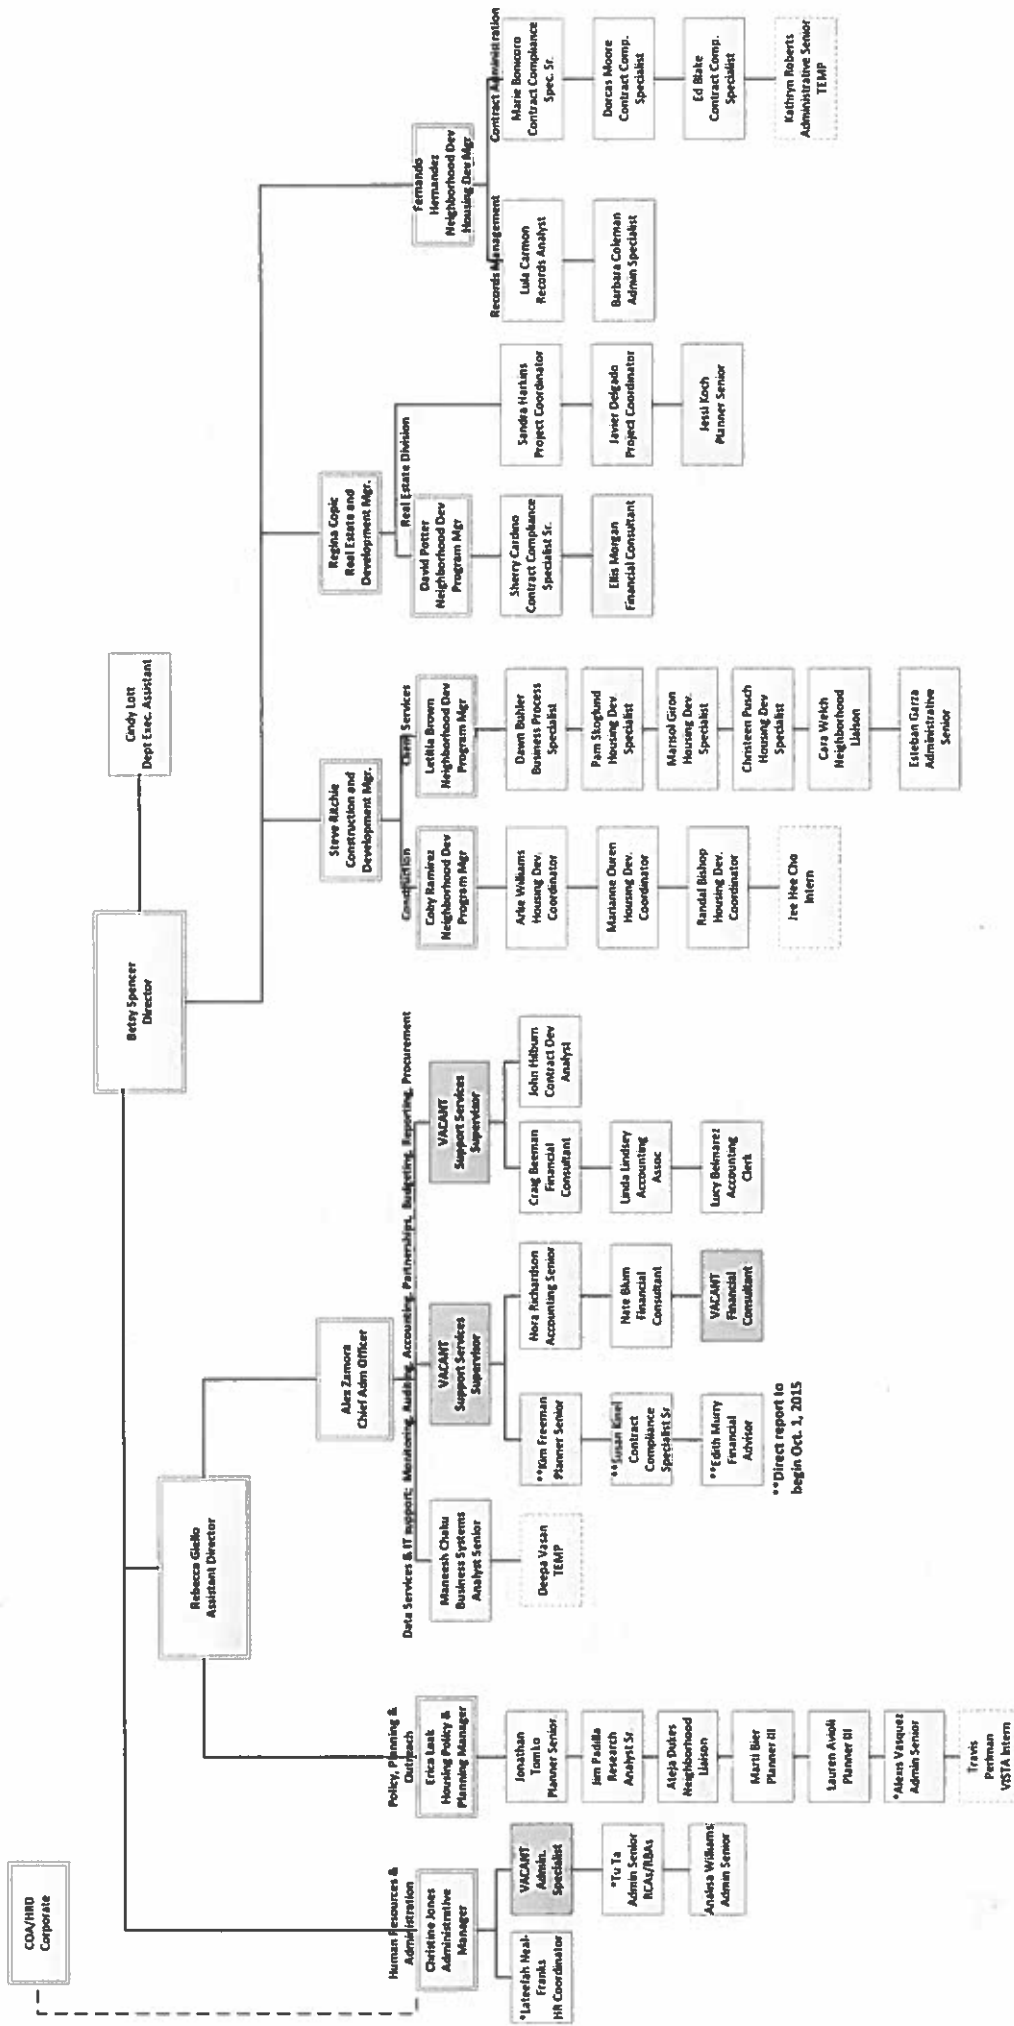 COA/HRD
Corporate
Betsy Spencer
Director
Cindy Lott
Dept Exec. Assistant
Rebecca Giello
Assistant Director
Human Resources &
Administration
Christine Jones
Administrative
Manager
*Lateefah Neal-
Franks
HR Coordinator
VACANT
Admin.
Specialist
*Tu Ta
Admin Senior
RCAs/RBAs
Analisa Williams
Admin Senior
Policy, Planning &
Outreach
Erica Leak
Housing Policy &
Planning Manager
Jonathan
Tomko
Planner Senior
Jim Padilla
Research
Analyst Sr.
Ateja Dukes
Neighborhood
Liaison
Marti Bier
Planner III
Lauren Avioli
Planner III
*Alexis Vasquez
Admin Senior
Travis
Perlman
VISTA Intern
Alex Zamora
Chief Adm Officer
Data Services & IT support; Monitoring, Auditing, Accounting, Partnerships, Budgeting, Reporting, Procurement
Maneesh Chaku
Business Systems
Analyst Senior
Deepa Vasan
TEMP
VACANT
Support Services
Supervisor
**Kim Freeman
Planner Senior
**Susan Kinel
Contract
Compliance
Specialist Sr
**Edith Murry
Financial
Advisor
**Direct report to
begin Oct. 1, 2015
Nora Richardson
Accounting Senior
Nate Blum
Financial
Consultant
VACANT
Financial
Consultant
VACANT
Support Services
Supervisor
Craig Beeman
Financial
Consultant
Linda Lindsey
Accounting
Assoc
Lucy Belmarez
Accounting
Clerk
John Hilburn
Contract Dev
Analyst
Steve Ritchie
Construction and
Development Mgr.
Construction
Coby Ramirez
Neighborhood Dev
Program Mgr
Arlie Williams
Housing Dev.
Coordinator
Marianne Duren
Housing Dev.
Coordinator
Randal Bishop
Housing Dev.
Coordinator
Jee Hee Cho
Intern
Client Services
Letitia Brown
Neighborhood Dev
Program Mgr
Dawn Buhler
Business Process
Specialist
Pam Skoglund
Housing Dev.
Specialist
Marisol Giron
Housing Dev.
Specialist
Christeen Pusch
Housing Dev
Specialist
Cara Welch
Neighborhood
Liaison
Esteban Garza
Administrative
Senior
Regina Copic
Real Estate and
Development Mgr.
Real Estate Division
David Potter
Neighborhood Dev
Program Mgr
Sherry Cardino
Contract Compliance
Specialist Sr.
Ellis Morgan
Financial Consultant
Sandra Harkins
Project Coordinator
Javier Delgado
Project Coordinator
Jessi Koch
Planner Senior
Fernando
Hernandez
Neighborhood Dev
Housing Dev Mgr
Records Management
Lula Carmon
Records Analyst
Barbara Coleman
Admin Specialist
Contract Administration
Marie Bonicoro
Contract Compliance
Spec. Sr.
Dorcas Moore
Contract Comp.
Specialist
Ed Blake
Contract Comp.
Specialist
Kathryn Roberts
Administrative Senior
TEMP